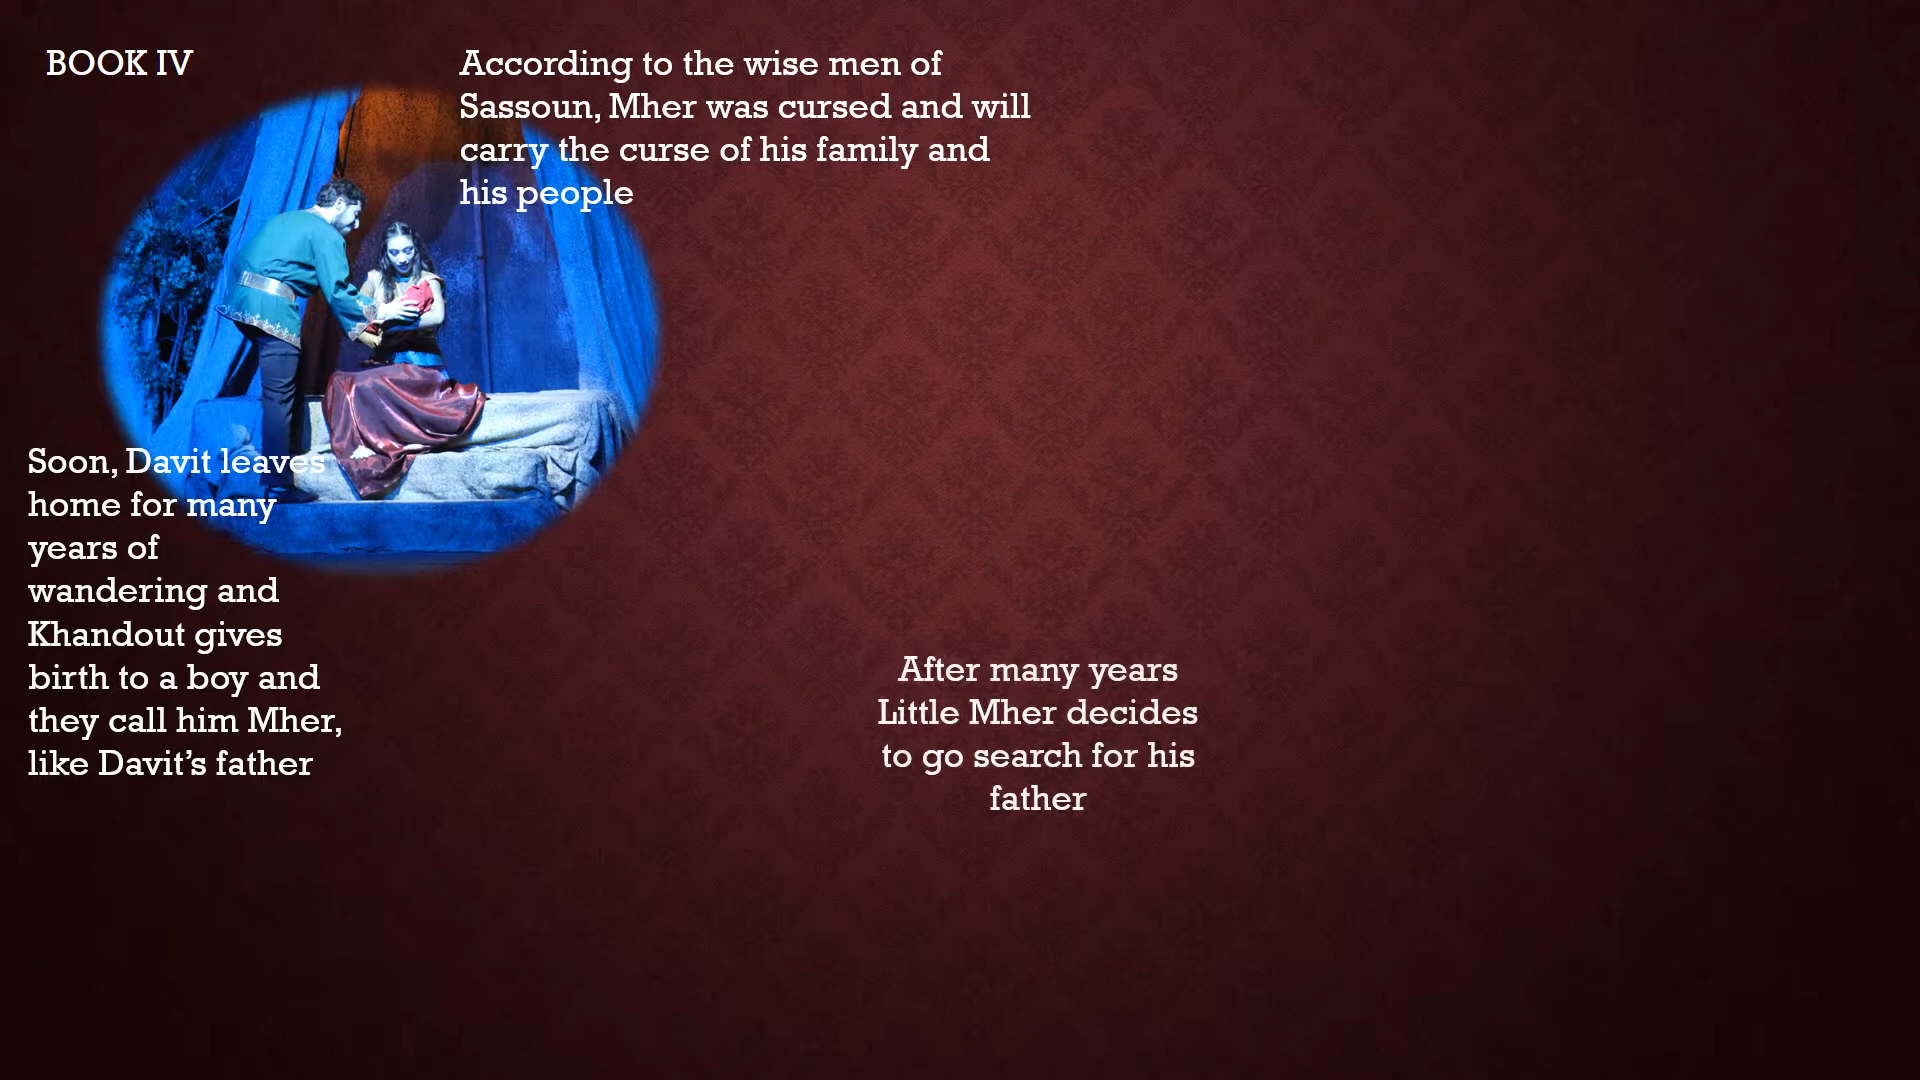 BOOK IV
According to the wise men of
Sassoun, Mher was cursed and will
carry the curse of his family and
his people
Soon, Davit leaves
home for many
years of
wandering and
Khandout gives
birth to a boy and
they call him Mher,
like Davit’s father
After many years
Little Mher decides
to go search for his
father